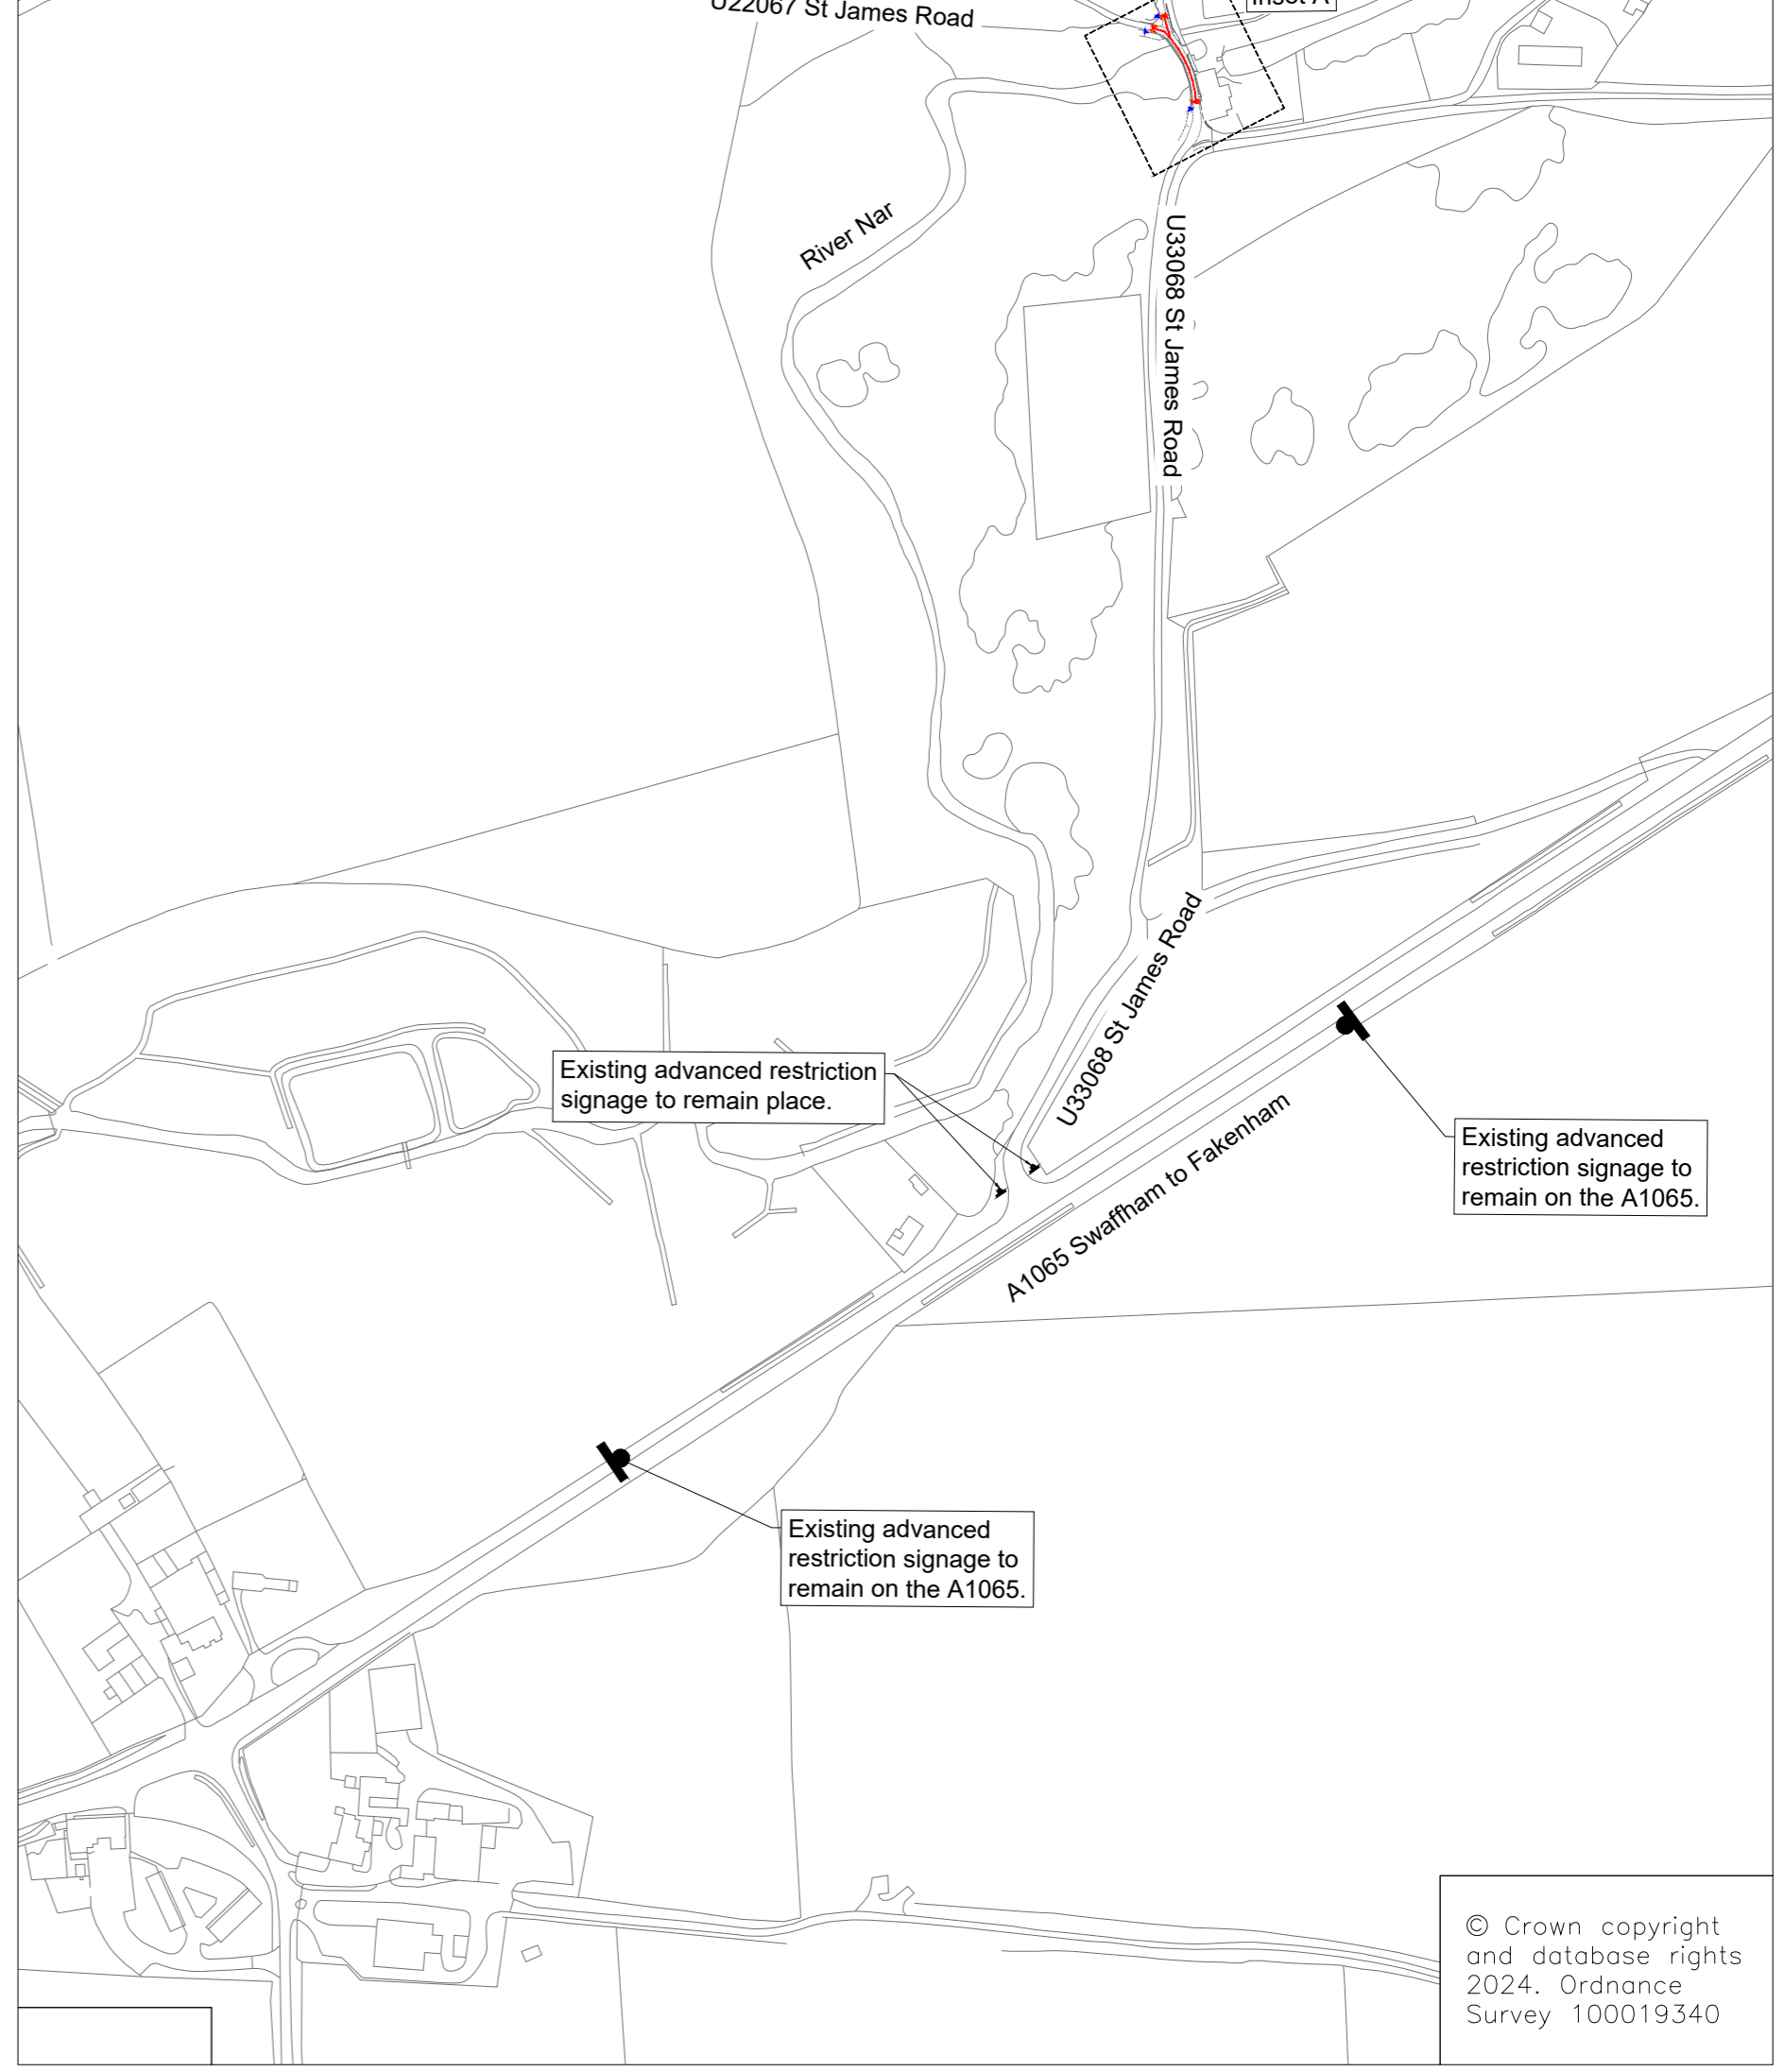 U22067 St James Road
Inset A
River Nar
U33068 St James Road
U33068 St James Road
Existing advanced restriction
signage to remain place.
A1065 Swaffham to Fakenham
Existing advanced
restriction signage to
remain on the A1065.
Existing advanced
restriction signage to
remain on the A1065.
© Crown copyright
and database rights
2024. Ordnance
Survey 100019340